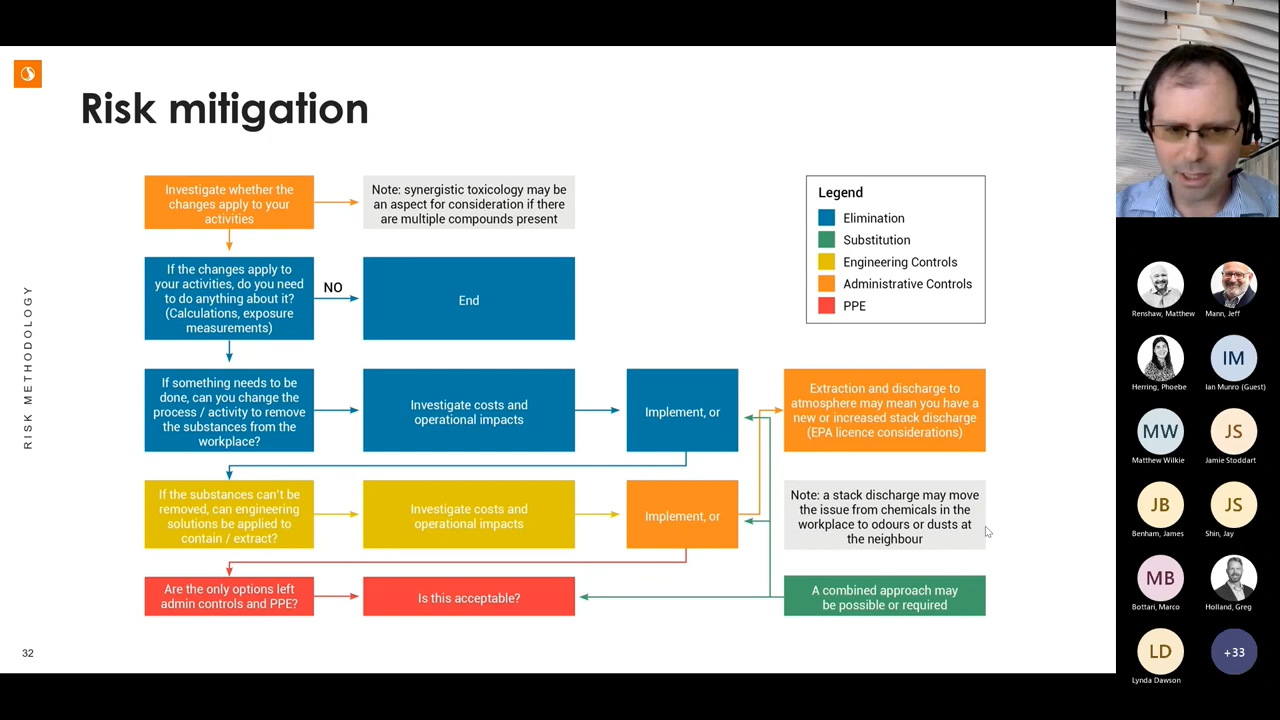 Risk mitigation
Investigate whether the
changes apply to your
activities
Note: synergistic toxicology may be
an aspect for consideration if there
are multiple compounds present
Legend
Elimination
Substitution
Engineering Controls
Administrative Controls
PPE
If the changes apply to
your activities, do you need
to do anything about it?
(Calculations, exposure
measurements)
NO
End
If something needs to be
done, can you change the
process / activity to remove
the substances from the
workplace?
Investigate costs and
operational impacts
Implement, or
Extraction and discharge to
atmosphere may mean you have a
new or increased stack discharge
(EPA licence considerations)
If the substances can't be
removed, can engineering
solutions be applied to
contain / extract?
Investigate costs and
operational impacts
Implement, or
Note: a stack discharge may move
the issue from chemicals in the
workplace to odours or dusts at
the neighbour
Are the only options left
admin controls and PPE?
Is this acceptable?
A combined approach may
be possible or required
RISK METHODOLOGY
32
Renshaw, Matthew
Mann, Jeff
Herring, Phoebe
IM
Ian Munro (Guest)
MW
Matthew Wilkie
JS
Jamie Stoddart
JB
Benham, James
JS
Shin, Jay
MB
Bottari, Marco
Holland, Greg
LD
Lynda Dawson
+33